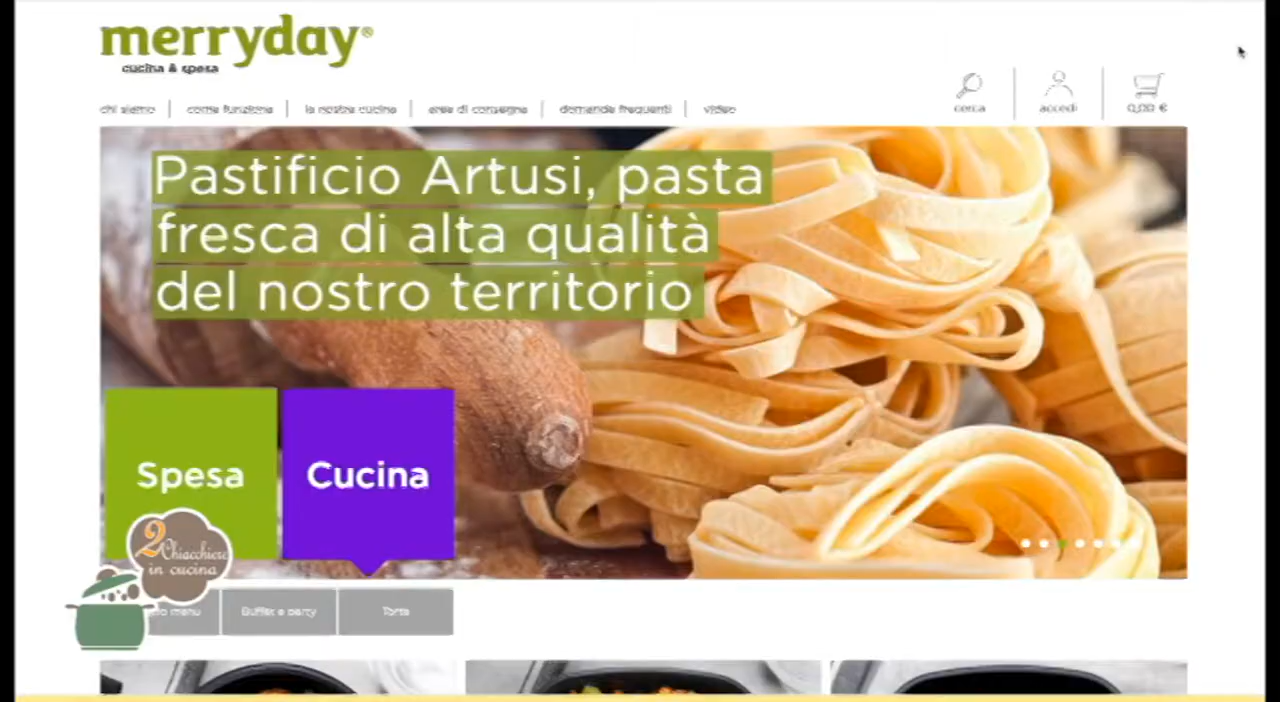 merryday®
cucina & spesa
chi siamo
come funziona
la nostra cucina
aree di consegna
domande frequenti
video
cerca
accedi
0,00 €
Pastificio Artusi, pasta
fresca di alta qualità
del nostro territorio
Spesa
Cucina
2 Chiacchiere
in cucina
menu
Buffet e party
Torte